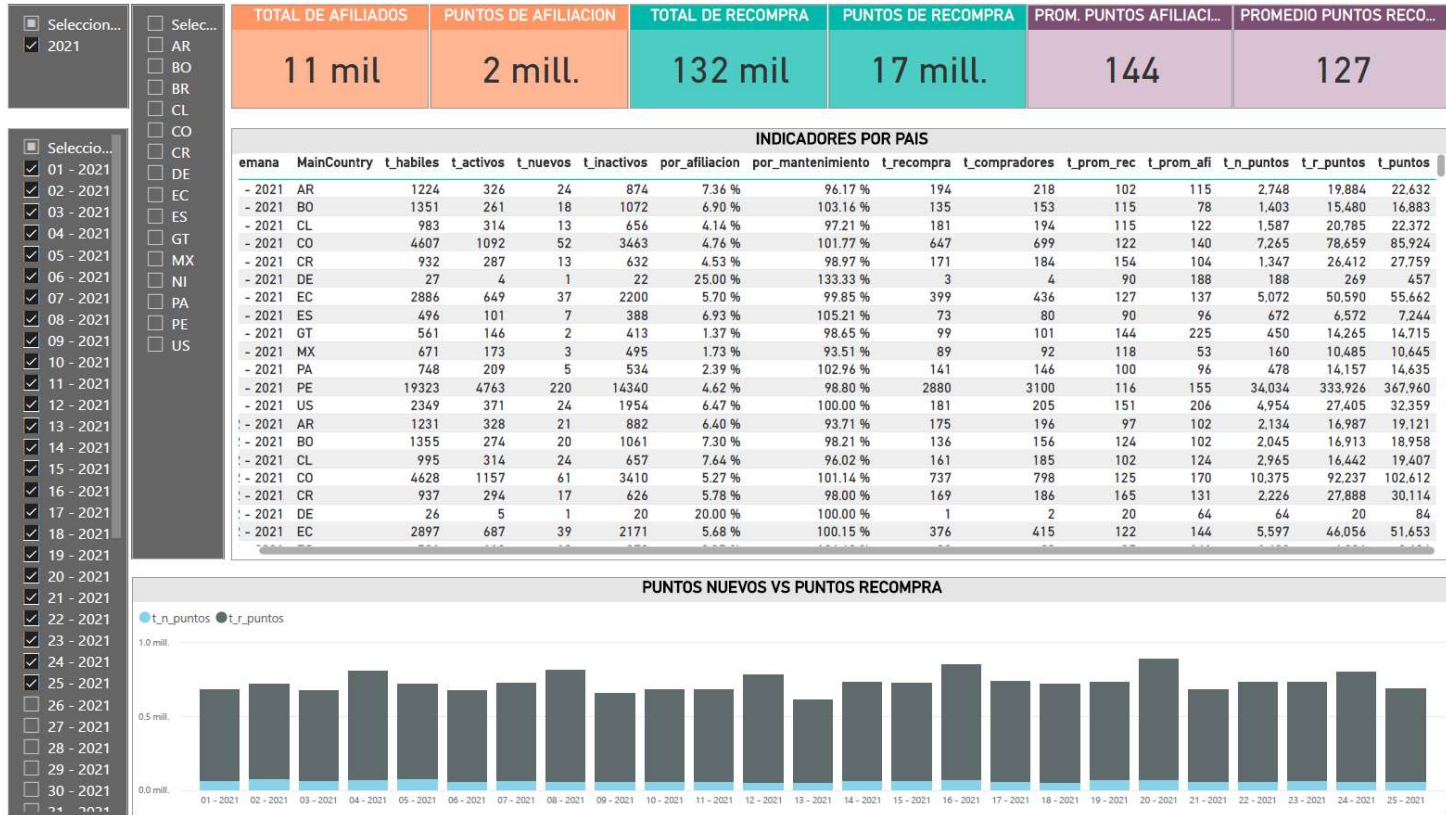 Seleccion...
2021
Selec...
AR
BO
BR
CL
CO
CR
DE
EC
ES
GT
MX
NI
PA
PE
US
TOTAL DE AFILIADOS
11 mil
PUNTOS DE AFILIACION
2 mill.
TOTAL DE RECOMPRA
132 mil
PUNTOS DE RECOMPRA
17 mill.
PROM. PUNTOS AFILIACI...
144
PROMEDIO PUNTOS RECO...
127
Seleccio...
01 - 2021
02 - 2021
03 - 2021
04 - 2021
05 - 2021
06 - 2021
07 - 2021
08 - 2021
09 - 2021
10 - 2021
11 - 2021
12 - 2021
13 - 2021
14 - 2021
15 - 2021
16 - 2021
17 - 2021
18 - 2021
19 - 2021
20 - 2021
21 - 2021
22 - 2021
23 - 2021
24 - 2021
25 - 2021
26 - 2021
27 - 2021
28 - 2021
29 - 2021
30 - 2021
INDICADORES POR PAIS
emana MainCountry t_habiles t_activos t_nuevos t_inactivos por_afiliacion por_mantenimiento t_recompra t_compradores t_prom_rec t_prom_afi t_n_puntos t_r_puntos t_puntos
- 2021 AR 1224 326 24 874 7.36 % 96.17 % 194 218 102 115 2,748 19,884 22,632
- 2021 BO 1351 261 18 1072 6.90 % 103.16 % 135 153 115 78 1,403 15,480 16,883
- 2021 CL 983 314 13 656 4.14 % 97.21 % 181 194 115 122 1,587 20,785 22,372
- 2021 CO 4607 1092 52 3463 4.76 % 101.77 % 647 699 122 140 7,265 78,659 85,924
- 2021 CR 932 287 13 632 4.53 % 98.97 % 171 184 154 104 1,347 26,412 27,759
- 2021 DE 27 4 1 22 25.00 % 133.33 % 3 4 90 188 188 269 457
- 2021 EC 2886 649 37 2200 5.70 % 99.85 % 399 436 127 137 5,072 50,590 55,662
- 2021 ES 496 101 7 388 6.93 % 105.21 % 73 80 90 96 672 6,572 7,244
- 2021 GT 561 146 2 413 1.37 % 98.65 % 99 101 144 225 450 14,265 14,715
- 2021 MX 671 173 3 495 1.73 % 93.51 % 89 92 118 53 160 10,485 10,645
- 2021 PA 748 209 5 534 2.39 % 102.96 % 141 146 100 96 478 14,157 14,635
- 2021 PE 19323 4763 220 14340 4.62 % 98.80 % 2880 3100 116 155 34,034 333,926 367,960
- 2021 US 2349 371 24 1954 6.47 % 100.00 % 181 205 151 206 4,954 27,405 32,359
- 2021 AR 1231 328 21 882 6.40 % 93.71 % 175 196 97 102 2,134 16,987 19,121
- 2021 BO 1355 274 20 1061 7.30 % 98.21 % 136 156 124 102 2,045 16,913 18,958
- 2021 CL 995 314 24 657 7.64 % 96.02 % 161 185 102 124 2,965 16,442 19,407
- 2021 CO 4628 1157 61 3410 5.27 % 101.14 % 737 798 125 170 10,375 92,237 102,612
- 2021 CR 937 294 17 626 5.78 % 98.00 % 169 186 165 131 2,226 27,888 30,114
- 2021 DE 26 5 1 20 20.00 % 100.00 % 1 2 20 64 64 20 84
- 2021 EC 2897 687 39 2171 5.68 % 100.15 % 376 415 122 144 5,597 46,056 51,653
PUNTOS NUEVOS VS PUNTOS RECOMPRA
t_n_puntos t_r_puntos
1.0 mill.
0.5 mill.
0.0 mill.
01 - 2021 02 - 2021 03 - 2021 04 - 2021 05 - 2021 06 - 2021 07 - 2021 08 - 2021 09 - 2021 10 - 2021 11 - 2021 12 - 2021 13 - 2021 14 - 2021 15 - 2021 16 - 2021 17 - 2021 18 - 2021 19 - 2021 20 - 2021 21 - 2021 22 - 2021 23 - 2021 24 - 2021 25 - 2021